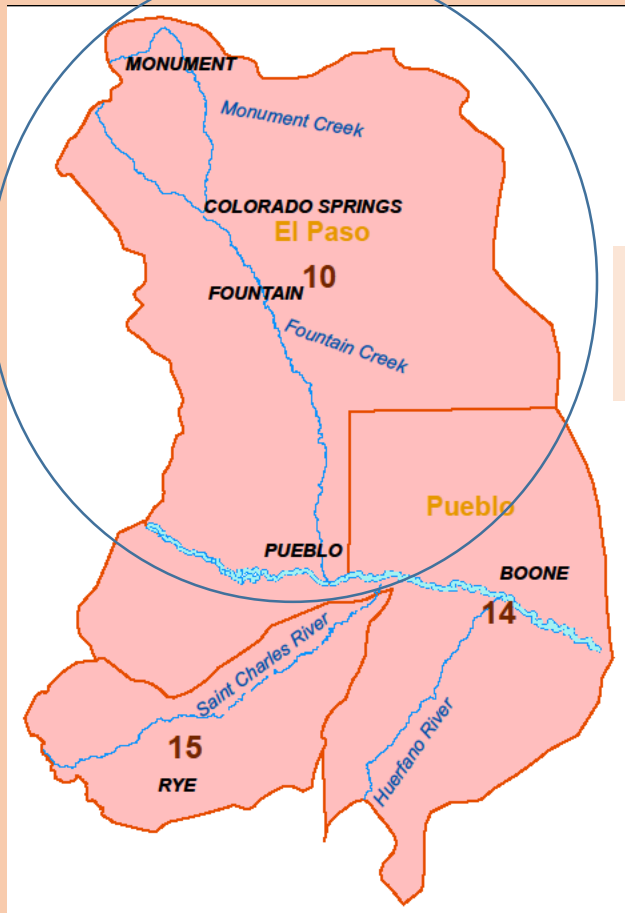 MONUMENT
Monument Creek
COLORADO SPRINGS
El Paso
10
FOUNTAIN
Fountain Creek
Pueblo
PUEBLO
BOONE
14
Saint Charles River
Huerfano River
15
RYE